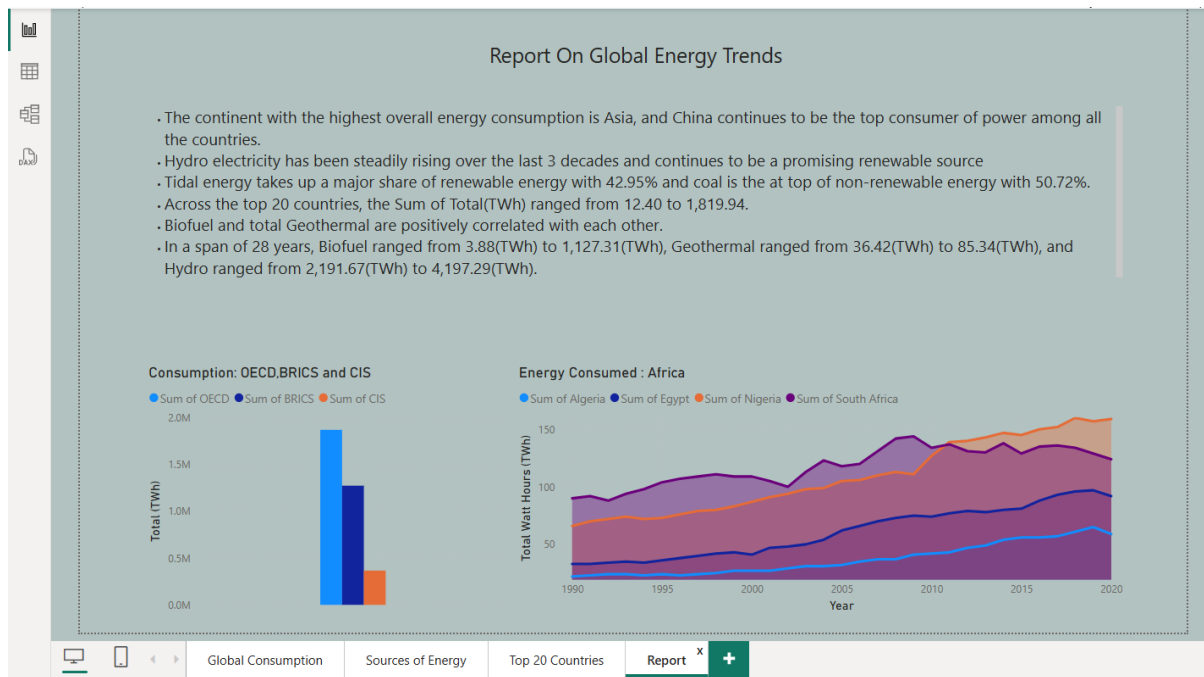 Report On Global Energy Trends
• The continent with the highest overall energy consumption is Asia, and China continues to be the top consumer of power among all
the countries.
• Hydro electricity has been steadily rising over the last 3 decades and continues to be a promising renewable source
• Tidal energy takes up a major share of renewable energy with 42.95% and coal is the at top of non-renewable energy with 50.72%.
• Across the top 20 countries, the Sum of Total(TWh) ranged from 12.40 to 1,819.94.
• Biofuel and total Geothermal are positively correlated with each other.
• In a span of 28 years, Biofuel ranged from 3.88(TWh) to 1,127.31(TWh), Geothermal ranged from 36.42(TWh) to 85.34(TWh), and
Hydro ranged from 2,191.67(TWh) to 4,197.29(TWh).
Consumption: OECD,BRICS and CIS
Sum of OECD Sum of BRICS Sum of CIS
Total (TWh)
2.0M
1.5M
1.0M
0.5M
0.0M
Energy Consumed : Africa
Sum of Algeria Sum of Egypt Sum of Nigeria Sum of South Africa
Total Watt Hours (TWh)
150
100
50
1990 1995 2000 2005 2010 2015 2020
Year
DAX
Global Consumption Sources of Energy Top 20 Countries Report x +